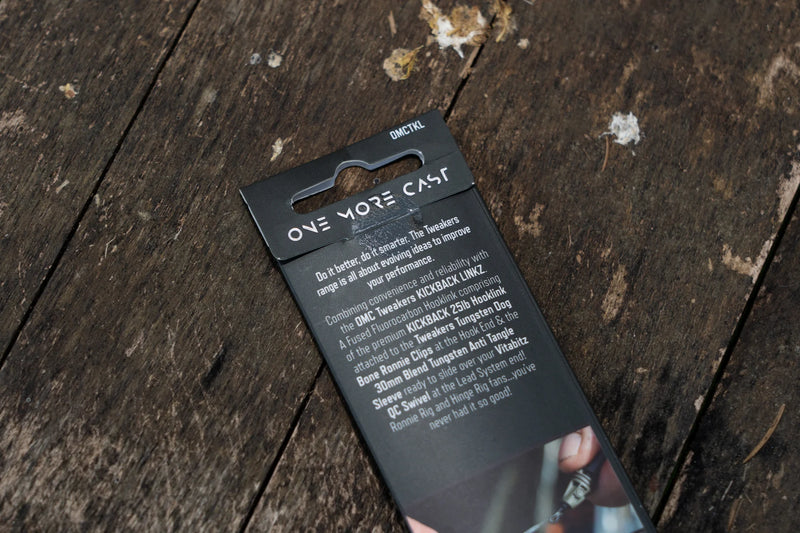 OMCTKL
ONE MORE CAST
Do it better, do it smarter. The Tweakers
range is all about evolving ideas to improve
your performance.
Combining convenience and reliability with
the OMC Tweakers KICKBACK LINKZ.
A Fused Fluorocarbon Hooklink comprising
of the premium KICKBACK 25lb Hooklink
attached to the Tweakers Tungsten Dog
Bone Ronnie Clips at the Hook End & the
30mm Blend Tungsten Anti Tangle
Sleeve ready to slide over your Vitabitz
QC Swivel at the Lead System end!
Ronnie Rig and Hinge Rig fans...you've
never had it so good!